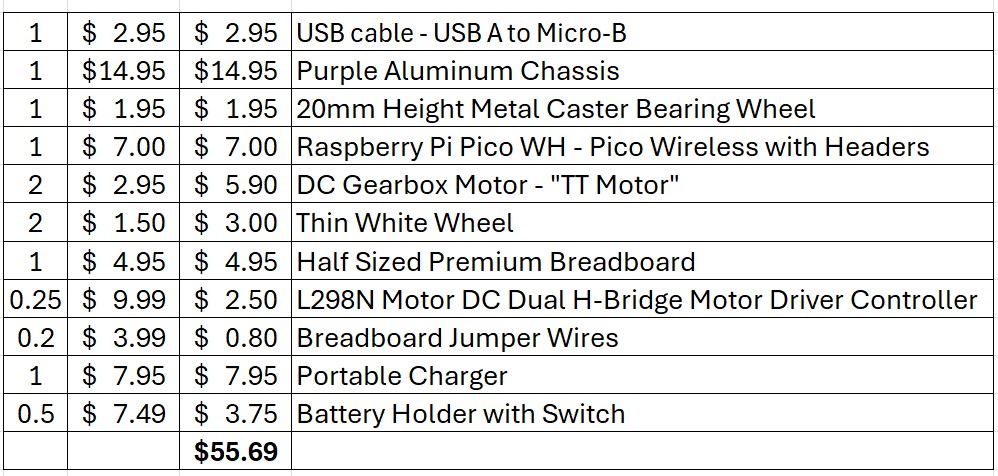 1 $ 2.95 $ 2.95 USB cable - USB A to Micro-B
1 $14.95 $14.95 Purple Aluminum Chassis
1 $ 1.95 $ 1.95 20mm Height Metal Caster Bearing Wheel
1 $ 7.00 $ 7.00 Raspberry Pi Pico WH - Pico Wireless with Headers
2 $ 2.95 $ 5.90 DC Gearbox Motor - "TT Motor"
2 $ 1.50 $ 3.00 Thin White Wheel
1 $ 4.95 $ 4.95 Half Sized Premium Breadboard
0.25 $ 9.99 $ 2.50 L298N Motor DC Dual H-Bridge Motor Driver Controller
0.2 $ 3.99 $ 0.80 Breadboard Jumper Wires
1 $ 7.95 $ 7.95 Portable Charger
0.5 $ 7.49 $ 3.75 Battery Holder with Switch
$55.69